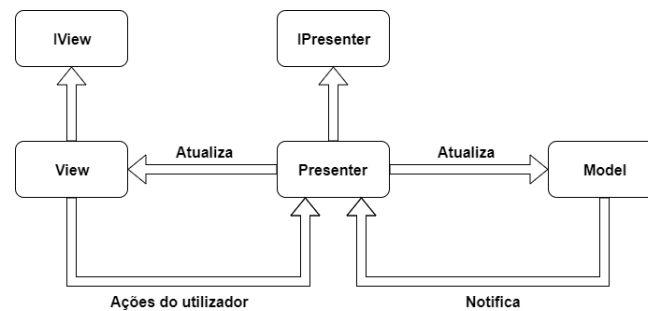 IView
IPresenter
Atualiza
Atualiza
View
Presenter
Model
Ações do utilizador
Notifica